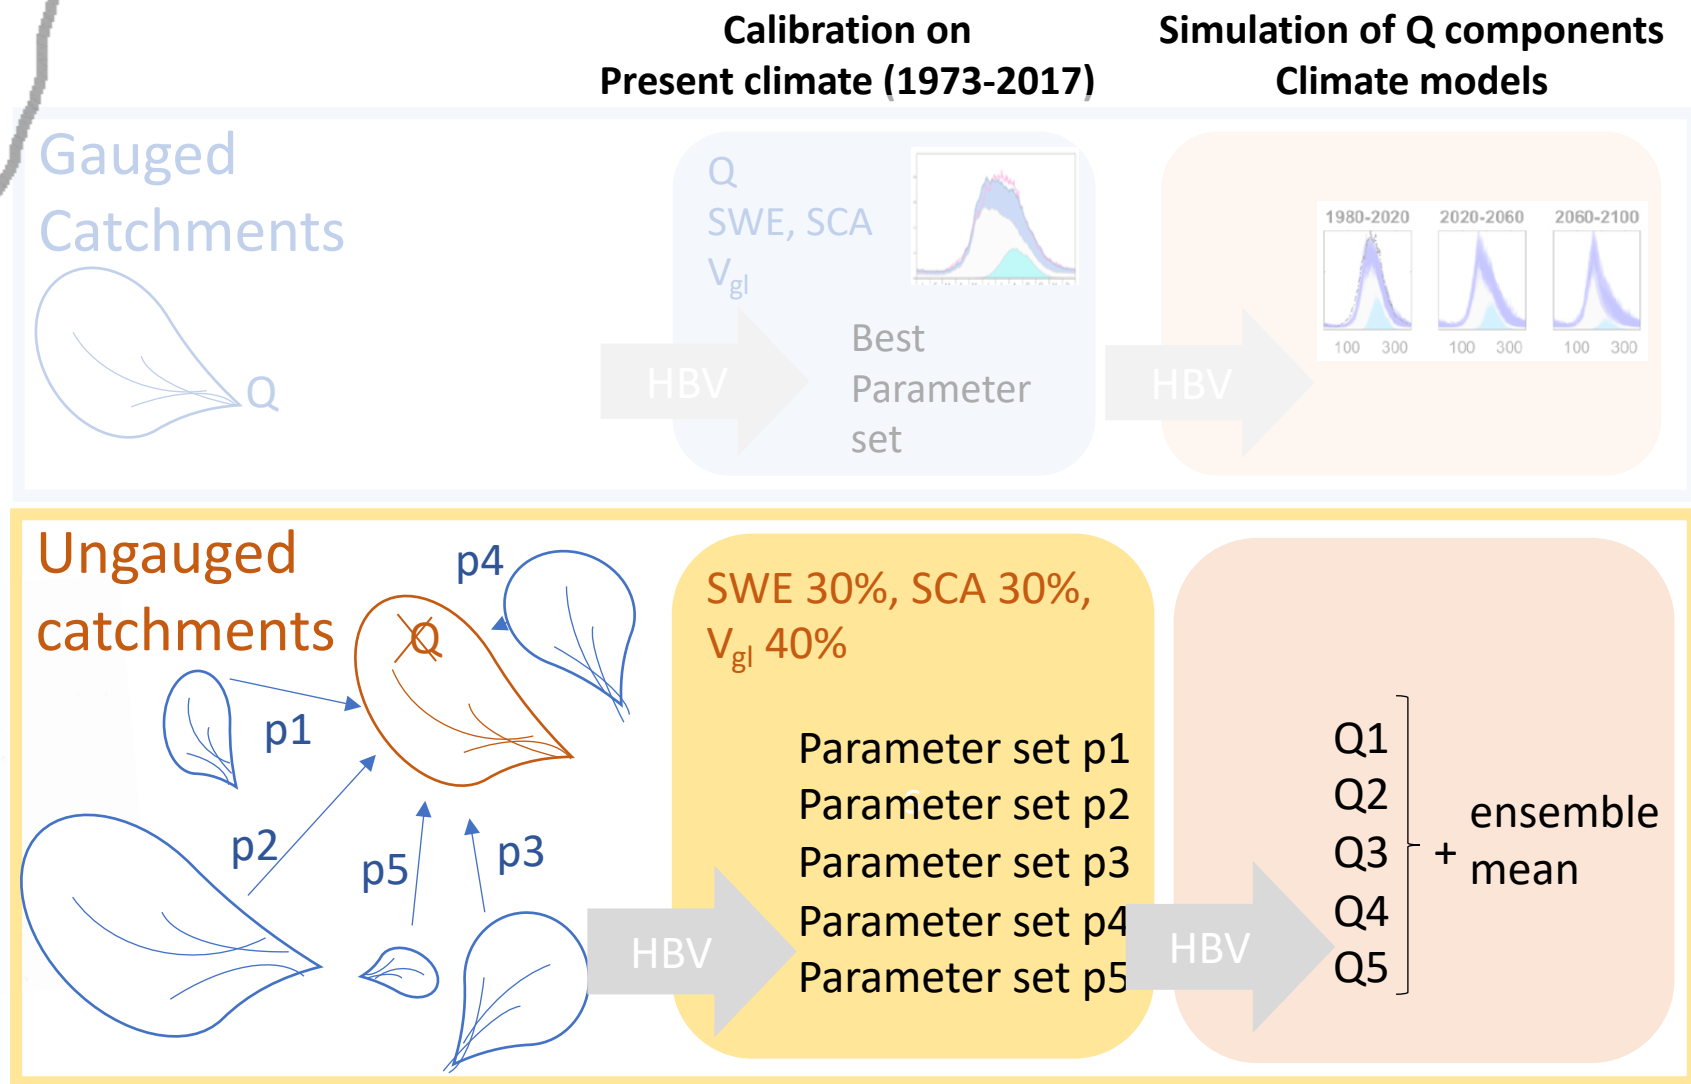 Calibration on
Present climate (1973-2017)
Simulation of Q components
Climate models
Gauged
Catchments
Q
Q
SWE, SCA
Vgl
HBV
Best
Parameter
set
HBV
1980-2020
2020-2060
2060-2100
100 300
100 300
100 300
Ungauged
catchments
Q
p4
p1
p2
p5
p3
HBV
SWE 30%, SCA 30%,
Vgl 40%
Parameter set p1
Parameter set p2
Parameter set p3
Parameter set p4
Parameter set p5
HBV
Q1
Q2
Q3
Q4
Q5
+
ensemble
mean